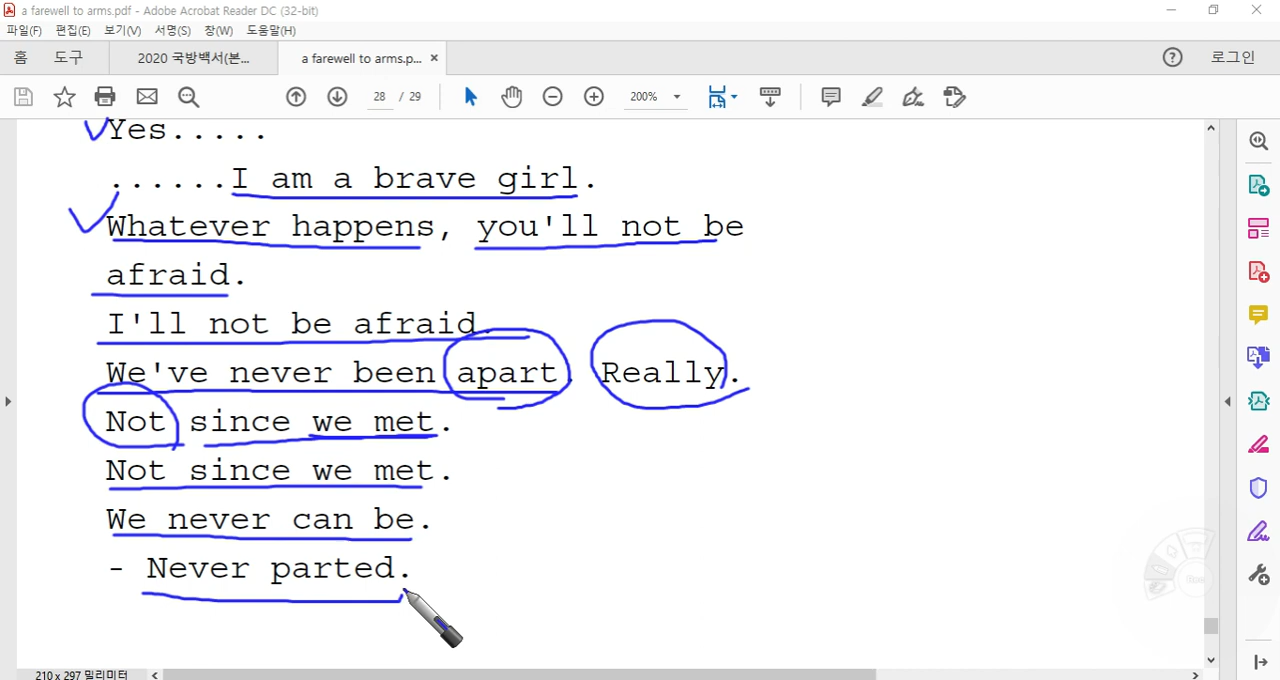 a farewell to arms.pdf - Adobe Acrobat Reader DC (32-bit)
파일(F) 편집(E) 보기(V) 서명(S) 창(W) 도움말(H)
홈 도구 2020 국방백서(본... a farewell to arms.p... × ? 로그인
28 / 29 200%
Yes.....
......I am a brave girl.
Whatever happens, you'll not be
afraid.
I'll not be afraid.
We've never been apart. Really.
Not since we met.
Not since we met.
We never can be.
- Never parted.
210 x 297 밀리미터